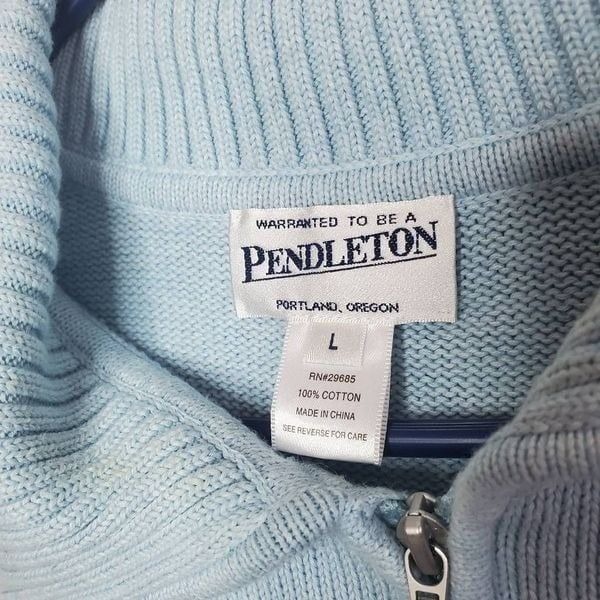 WARRANTED TO BE A
PENDLETON
PORTLAND, OREGON
L
RN#29685
100% COTTON
MADE IN CHINA
SEE REVERSE FOR CARE